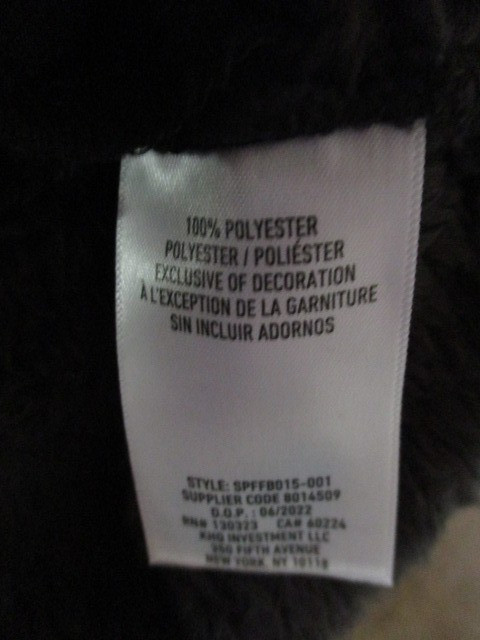 100% POLYESTER
POLYESTER / POLIÉSTER
EXCLUSIVE OF DECORATION
À L'EXCEPTION DE LA GARNITURE
SIN INCLUIR ADORNOS
STYLE: SPFFB015-001
SUPPLIER CODE 8014509
D.O.P. : 06/2022
RN# 130323 CA# 60224
RHQ INVESTMENT LLC
350 FIFTH AVENUE
NEW YORK, NY 10118